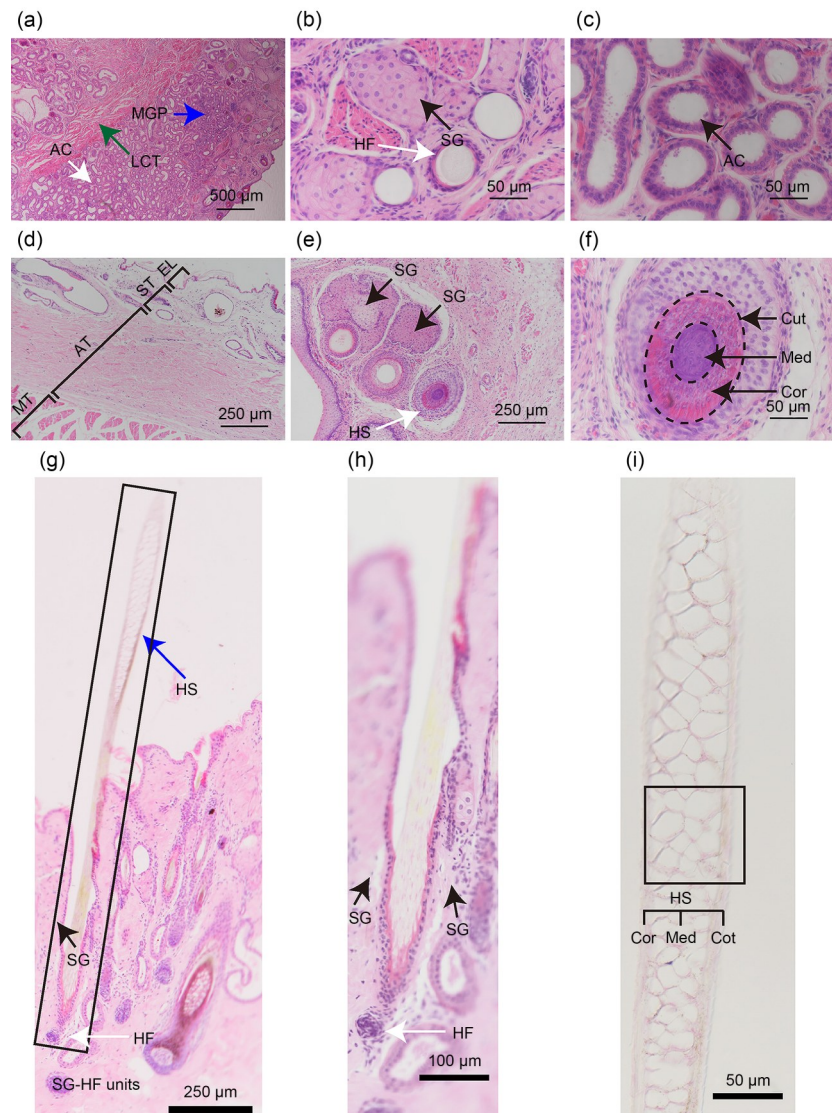 (a)
(b)
(c)
MGP
AC
LCT
500 µm
HF
SG
50 µm
AC
50 µm
(d)
(e)
(f)
MT
AT
ST
EL
250 µm
SG
SG
HS
250 µm
Cut
Med
Cor
50 µm
(g)
(h)
(i)
HS
SG
HF
SG-HF units
250 µm
SG
SG
HF
100 µm
HS
Cor Med Cot
50 µm